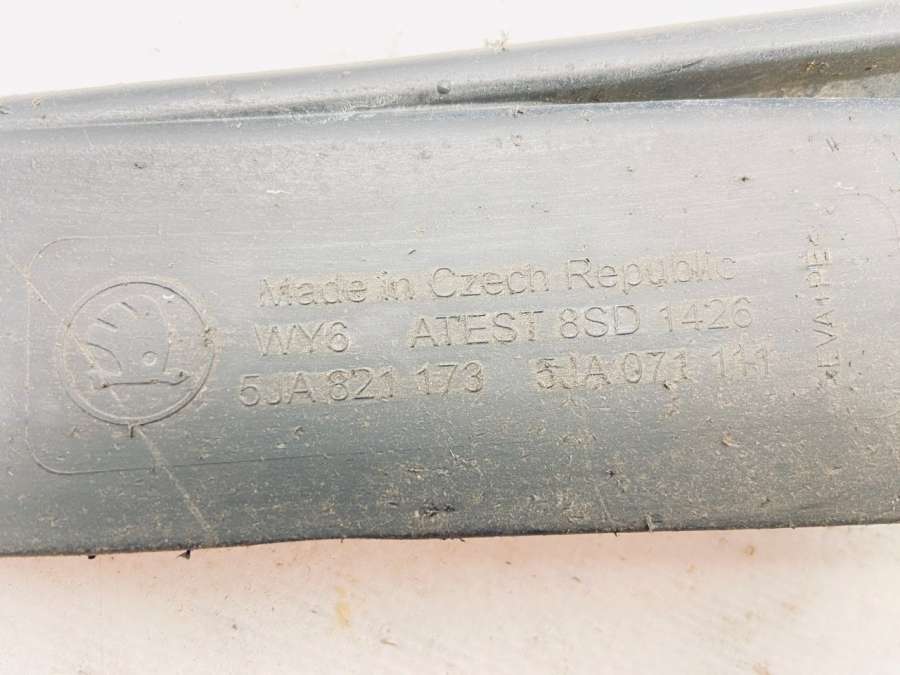 Made in Czech Republic
WY6 ATEST 8SD 1426
5JA 821 173 5JA 071 111
>EVA+PE<